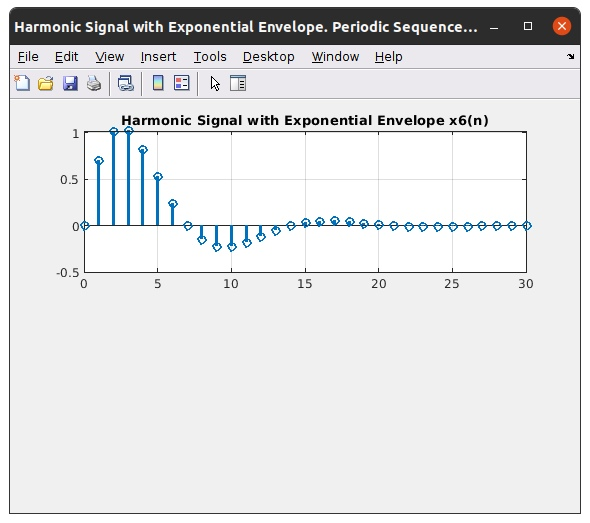 Harmonic Signal with Exponential Envelope. Periodic Sequence...
File Edit View Insert Tools Desktop Window Help
Harmonic Signal with Exponential Envelope x6(n)
1
0.5
0
-0.5
0 5 10 15 20 25 30